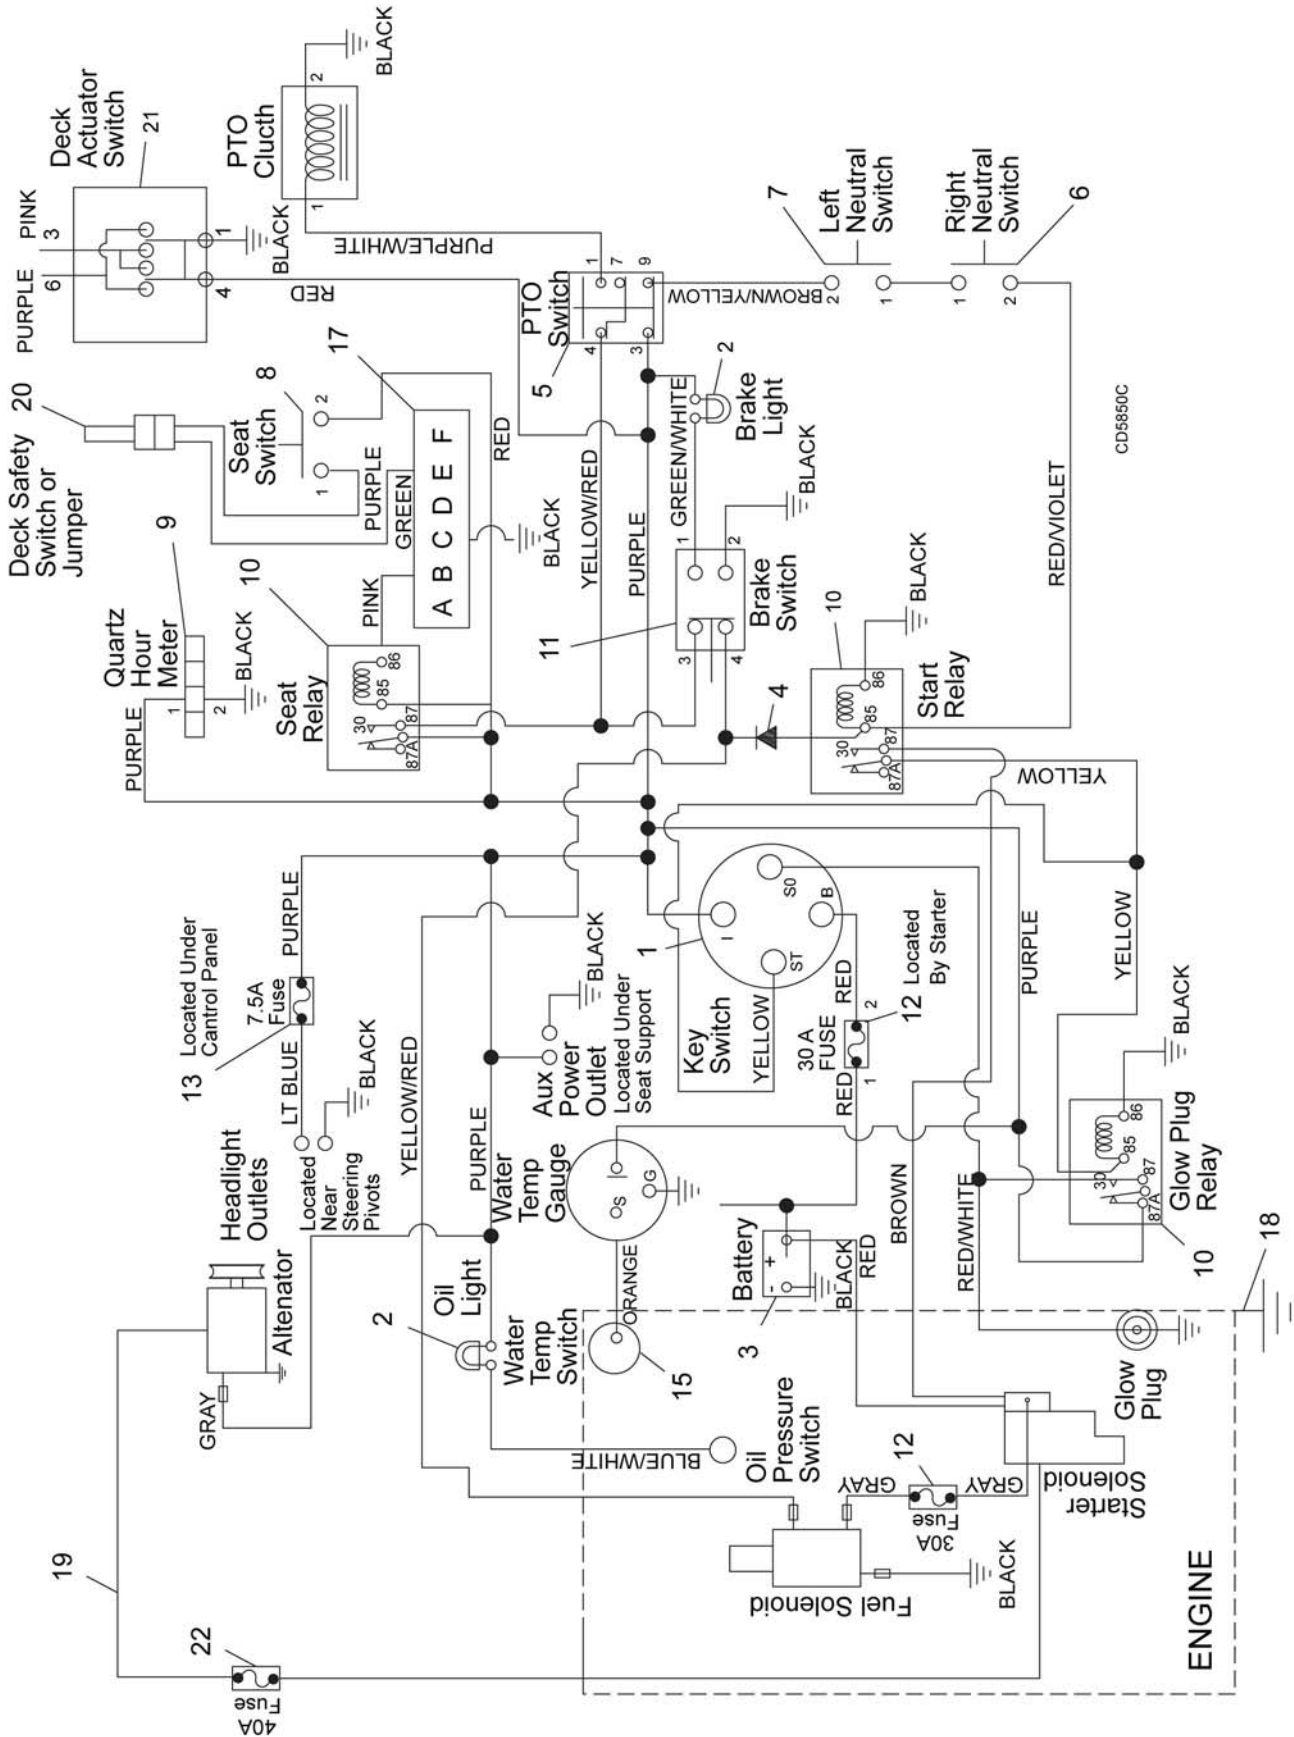 Deck Safety
Switch or
Jumper
20
PURPLE
PINK
6
3
Deck
Actuator
Switch
21
4
1
BLACK
RED
PTO
Clucth
1
2
BLACK
PURPLE/WHITE
Quartz
Hour
Meter
9
PURPLE
1
2
BLACK
Seat
Switch
8
1
2
PURPLE
GREEN
17
A B C D E F
RED
BLACK
PINK
10
Seat
Relay
30
85
86
87
87A
PTO
Switch
5
4
3
1
7
9
YELLOW/RED
PURPLE
BROWN/YELLOW
7
Left
Neutral
Switch
2
1
Right
Neutral
Switch
6
1
2
RED/VIOLET
GREEN/WHITE
2
Brake
Light
11
Brake
Switch
1
2
3
4
BLACK
4
10
Start
Relay
30
85
86
87
87A
BLACK
YELLOW
CD5850C
13
Located Under
Cantrol Panel
7.5A
Fuse
PURPLE
LT BLUE
Headlight
Outlets
Located
Near
Steering
Pivots
BLACK
YELLOW/RED
PURPLE
Aux
Power
Outlet
Located Under
Seat Support
BLACK
1
Key
Switch
I
S0
B
ST
YELLOW
30 A
FUSE
RED
RED
1
2
12
Located
By Starter
PURPLE
YELLOW
Water
Temp
Gauge
S
I
G
ORANGE
Altenator
GRAY
Oil
Light
2
Water
Temp
Switch
15
Battery
+
-
3
BLACK
RED
BROWN
RED/WHITE
Glow Plug
Relay
10
30
85
86
87
87A
BLACK
18
Glow
Plug
Oil
Pressure
Switch
BLUE/WHITE
12
GRAY
GRAY
30A
Fuse
Starter
Solenoid
Fuel Solenoid
BLACK
19
22
40A
Fuse
ENGINE